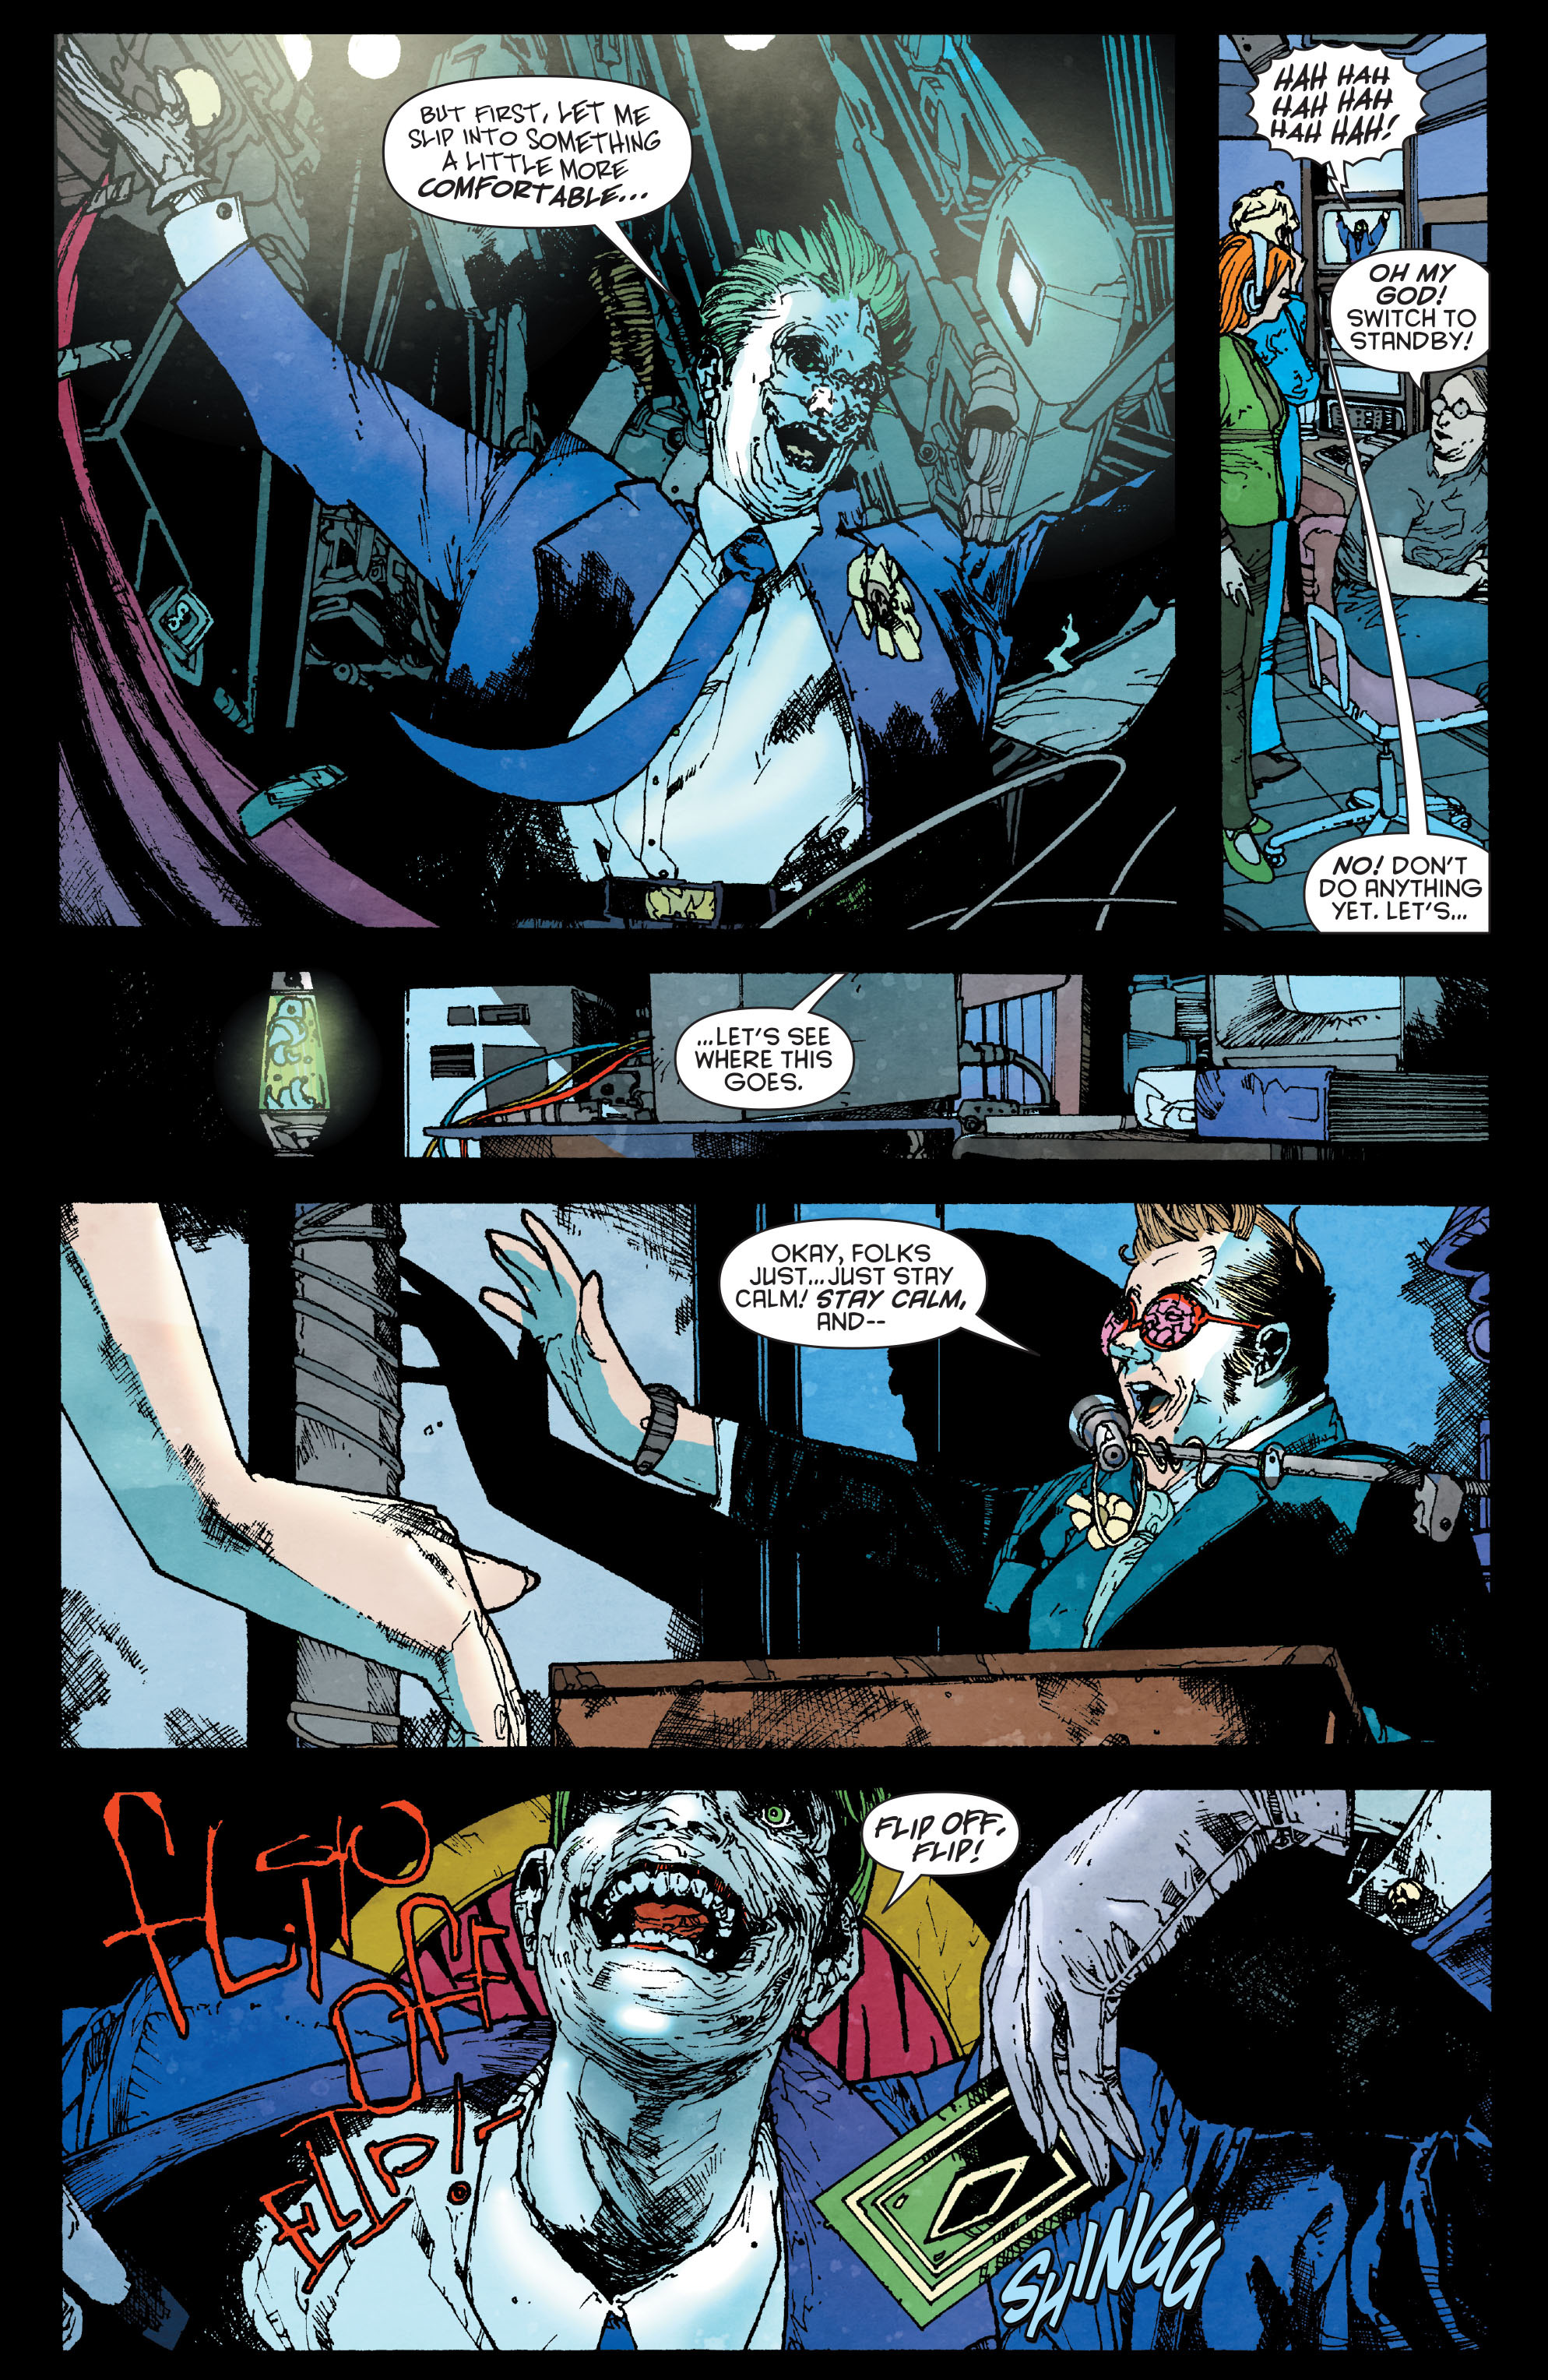 BUT FIRST, LET ME
SLIP INTO SOMETHING
A LITTLE MORE
COMFORTABLE...
HAH HAH
HAH HAH
HAH HAH!
OH MY
GOD!
SWITCH TO
STANDBY!
NO! DON'T
DO ANYTHING
YET. LET'S...
...LET'S SEE
WHERE THIS
GOES.
OKAY, FOLKS
JUST...JUST STAY
CALM! STAY CALM,
AND--
FLIP
OFF
FLIP!
FLIP OFF,
FLIP!
SHINGG